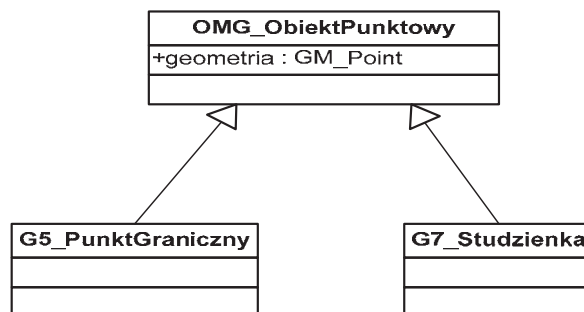 OMG_ObiektPunktowy
+geometria : GM_Point
G5_PunktGraniczny
G7_Studzienka